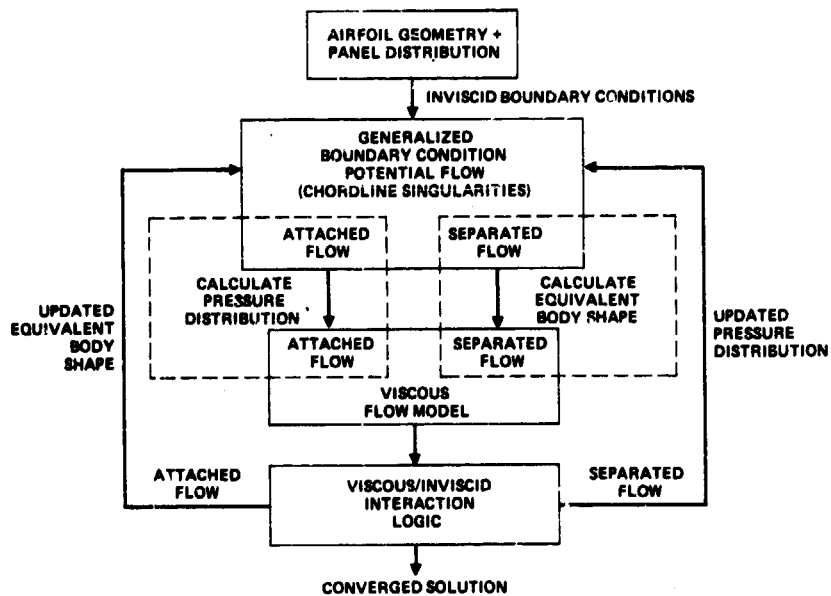 AIRFOIL GEOMETRY +
PANEL DISTRIBUTION
INVISCID BOUNDARY CONDITIONS
GENERALIZED
BOUNDARY CONDITION
POTENTIAL FLOW
(CHORDLINE SINGULARITIES)
ATTACHED
FLOW
SEPARATED
FLOW
CALCULATE
PRESSURE
DISTRIBUTION
CALCULATE
EQUIVALENT
BODY SHAPE
UPDATED
EQUIVALENT
BODY
SHAPE
UPDATED
PRESSURE
DISTRIBUTION
ATTACHED
FLOW
SEPARATED
FLOW
VISCOUS
FLOW MODEL
ATTACHED
FLOW
VISCOUS/INVISCID
INTERACTION
LOGIC
SEPARATED
FLOW
CONVERGED SOLUTION